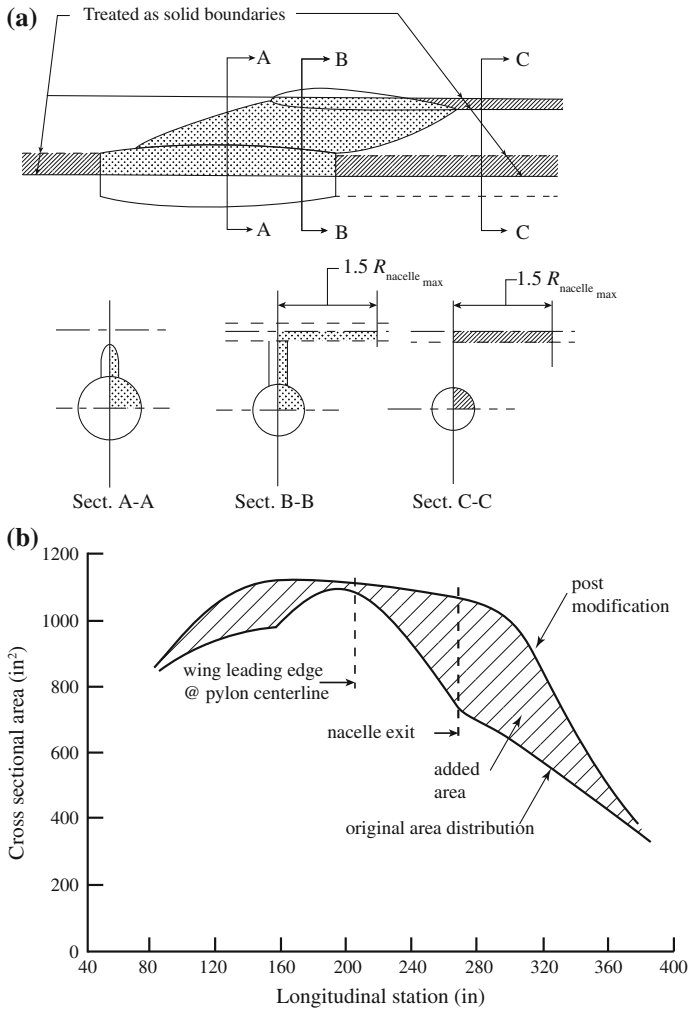 (a)
Treated as solid boundaries
A
B
C
A
B
C
1.5 R nacelle max
1.5 R nacelle max
Sect. A-A
Sect. B-B
Sect. C-C
(b)
1200
1000
800
600
400
200
0
Cross sectional area (in²)
post
modification
wing leading edge
@ pylon centerline
nacelle exit
added
area
original area distribution
40
80
120
160
200
240
280
320
360
400
Longitudinal station (in)